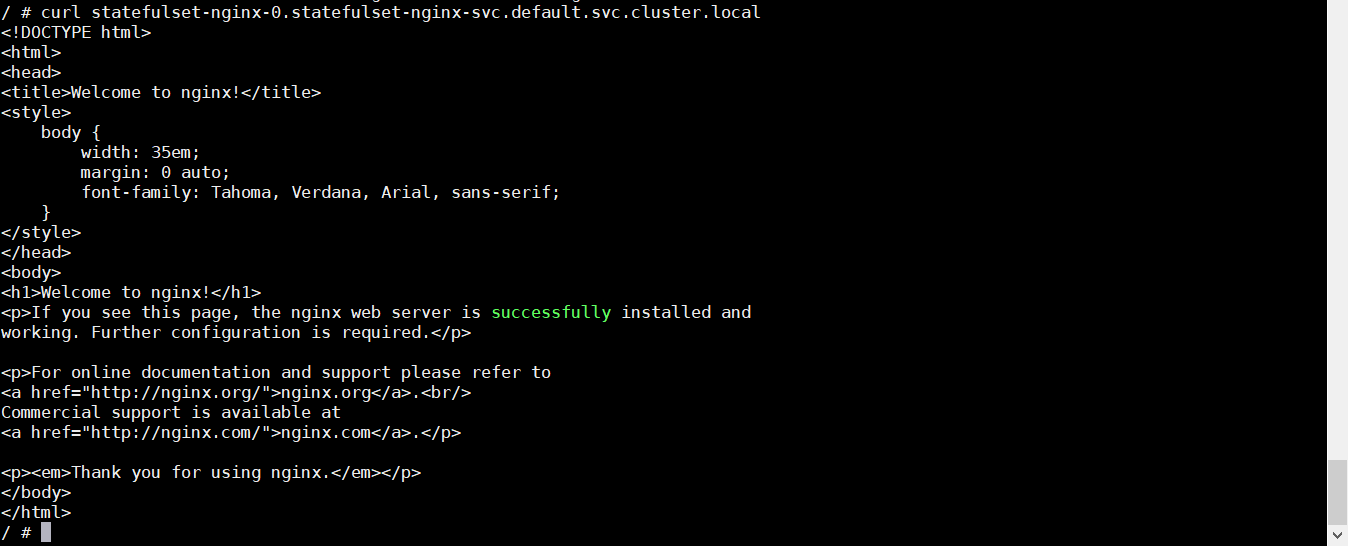 / # curl statefulset-nginx-0.statefulset-nginx-svc.default.svc.cluster.local
<!DOCTYPE html>
<html>
<head>
<title>Welcome to nginx!</title>
<style>
    body {
        width: 35em;
        margin: 0 auto;
        font-family: Tahoma, Verdana, Arial, sans-serif;
    }
</style>
</head>
<body>
<h1>Welcome to nginx!</h1>
<p>If you see this page, the nginx web server is successfully installed and
working. Further configuration is required.</p>

<p>For online documentation and support please refer to
<a href="http://nginx.org/">nginx.org</a>.<br/>
Commercial support is available at
<a href="http://nginx.com/">nginx.com</a>.</p>

<p><em>Thank you for using nginx.</em></p>
</body>
</html>
/ #